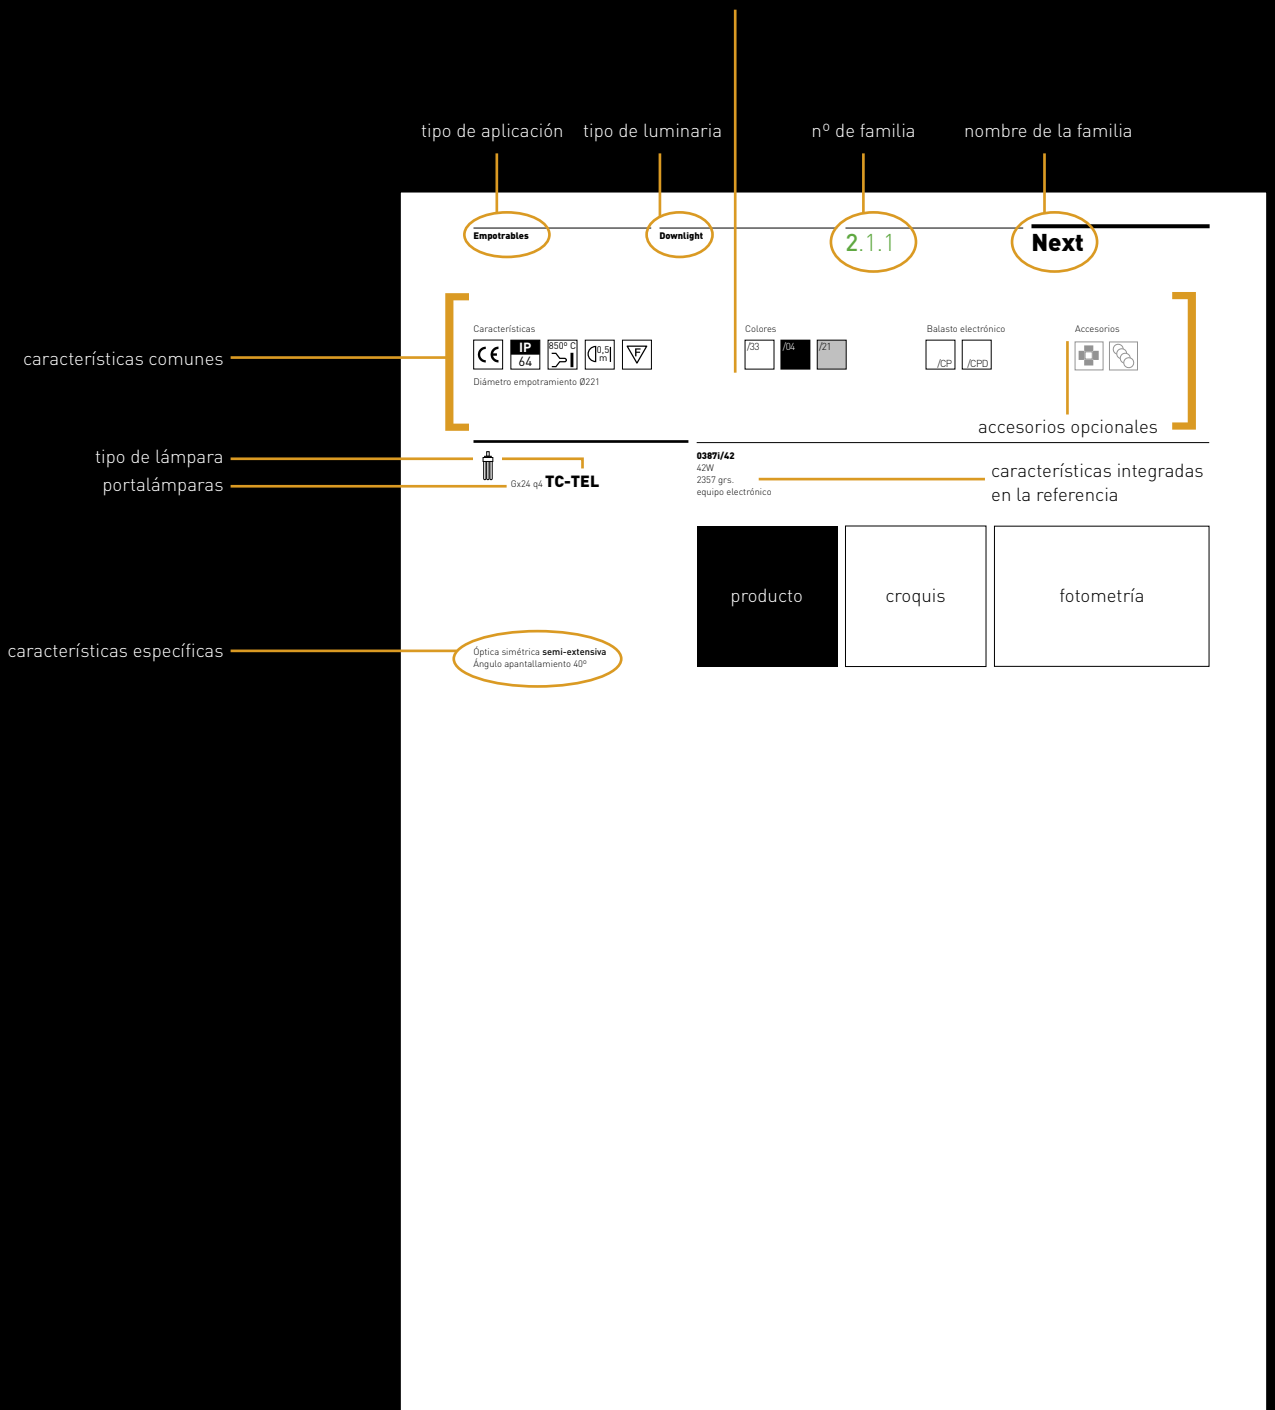 tipo de aplicación
tipo de luminaria
nº de familia
nombre de la familia
Empotrables
Downlight
2.1.1
Next
características comunes
Características
CE
IP
64
850º C
0,5
m
F
Diámetro empotramiento Ø221
Colores
/33
/04
/21
Balasto electrónico
/CP
/CPD
Accesorios
accesorios opcionales
tipo de lámpara
portalámparas
Gx24 q4 TC-TEL
0387i/42
42W
2357 grs.
equipo electrónico
características integradas
en la referencia
producto
croquis
fotometría
características específicas
Óptica simétrica semi-extensiva
Ángulo apantallamiento 40º